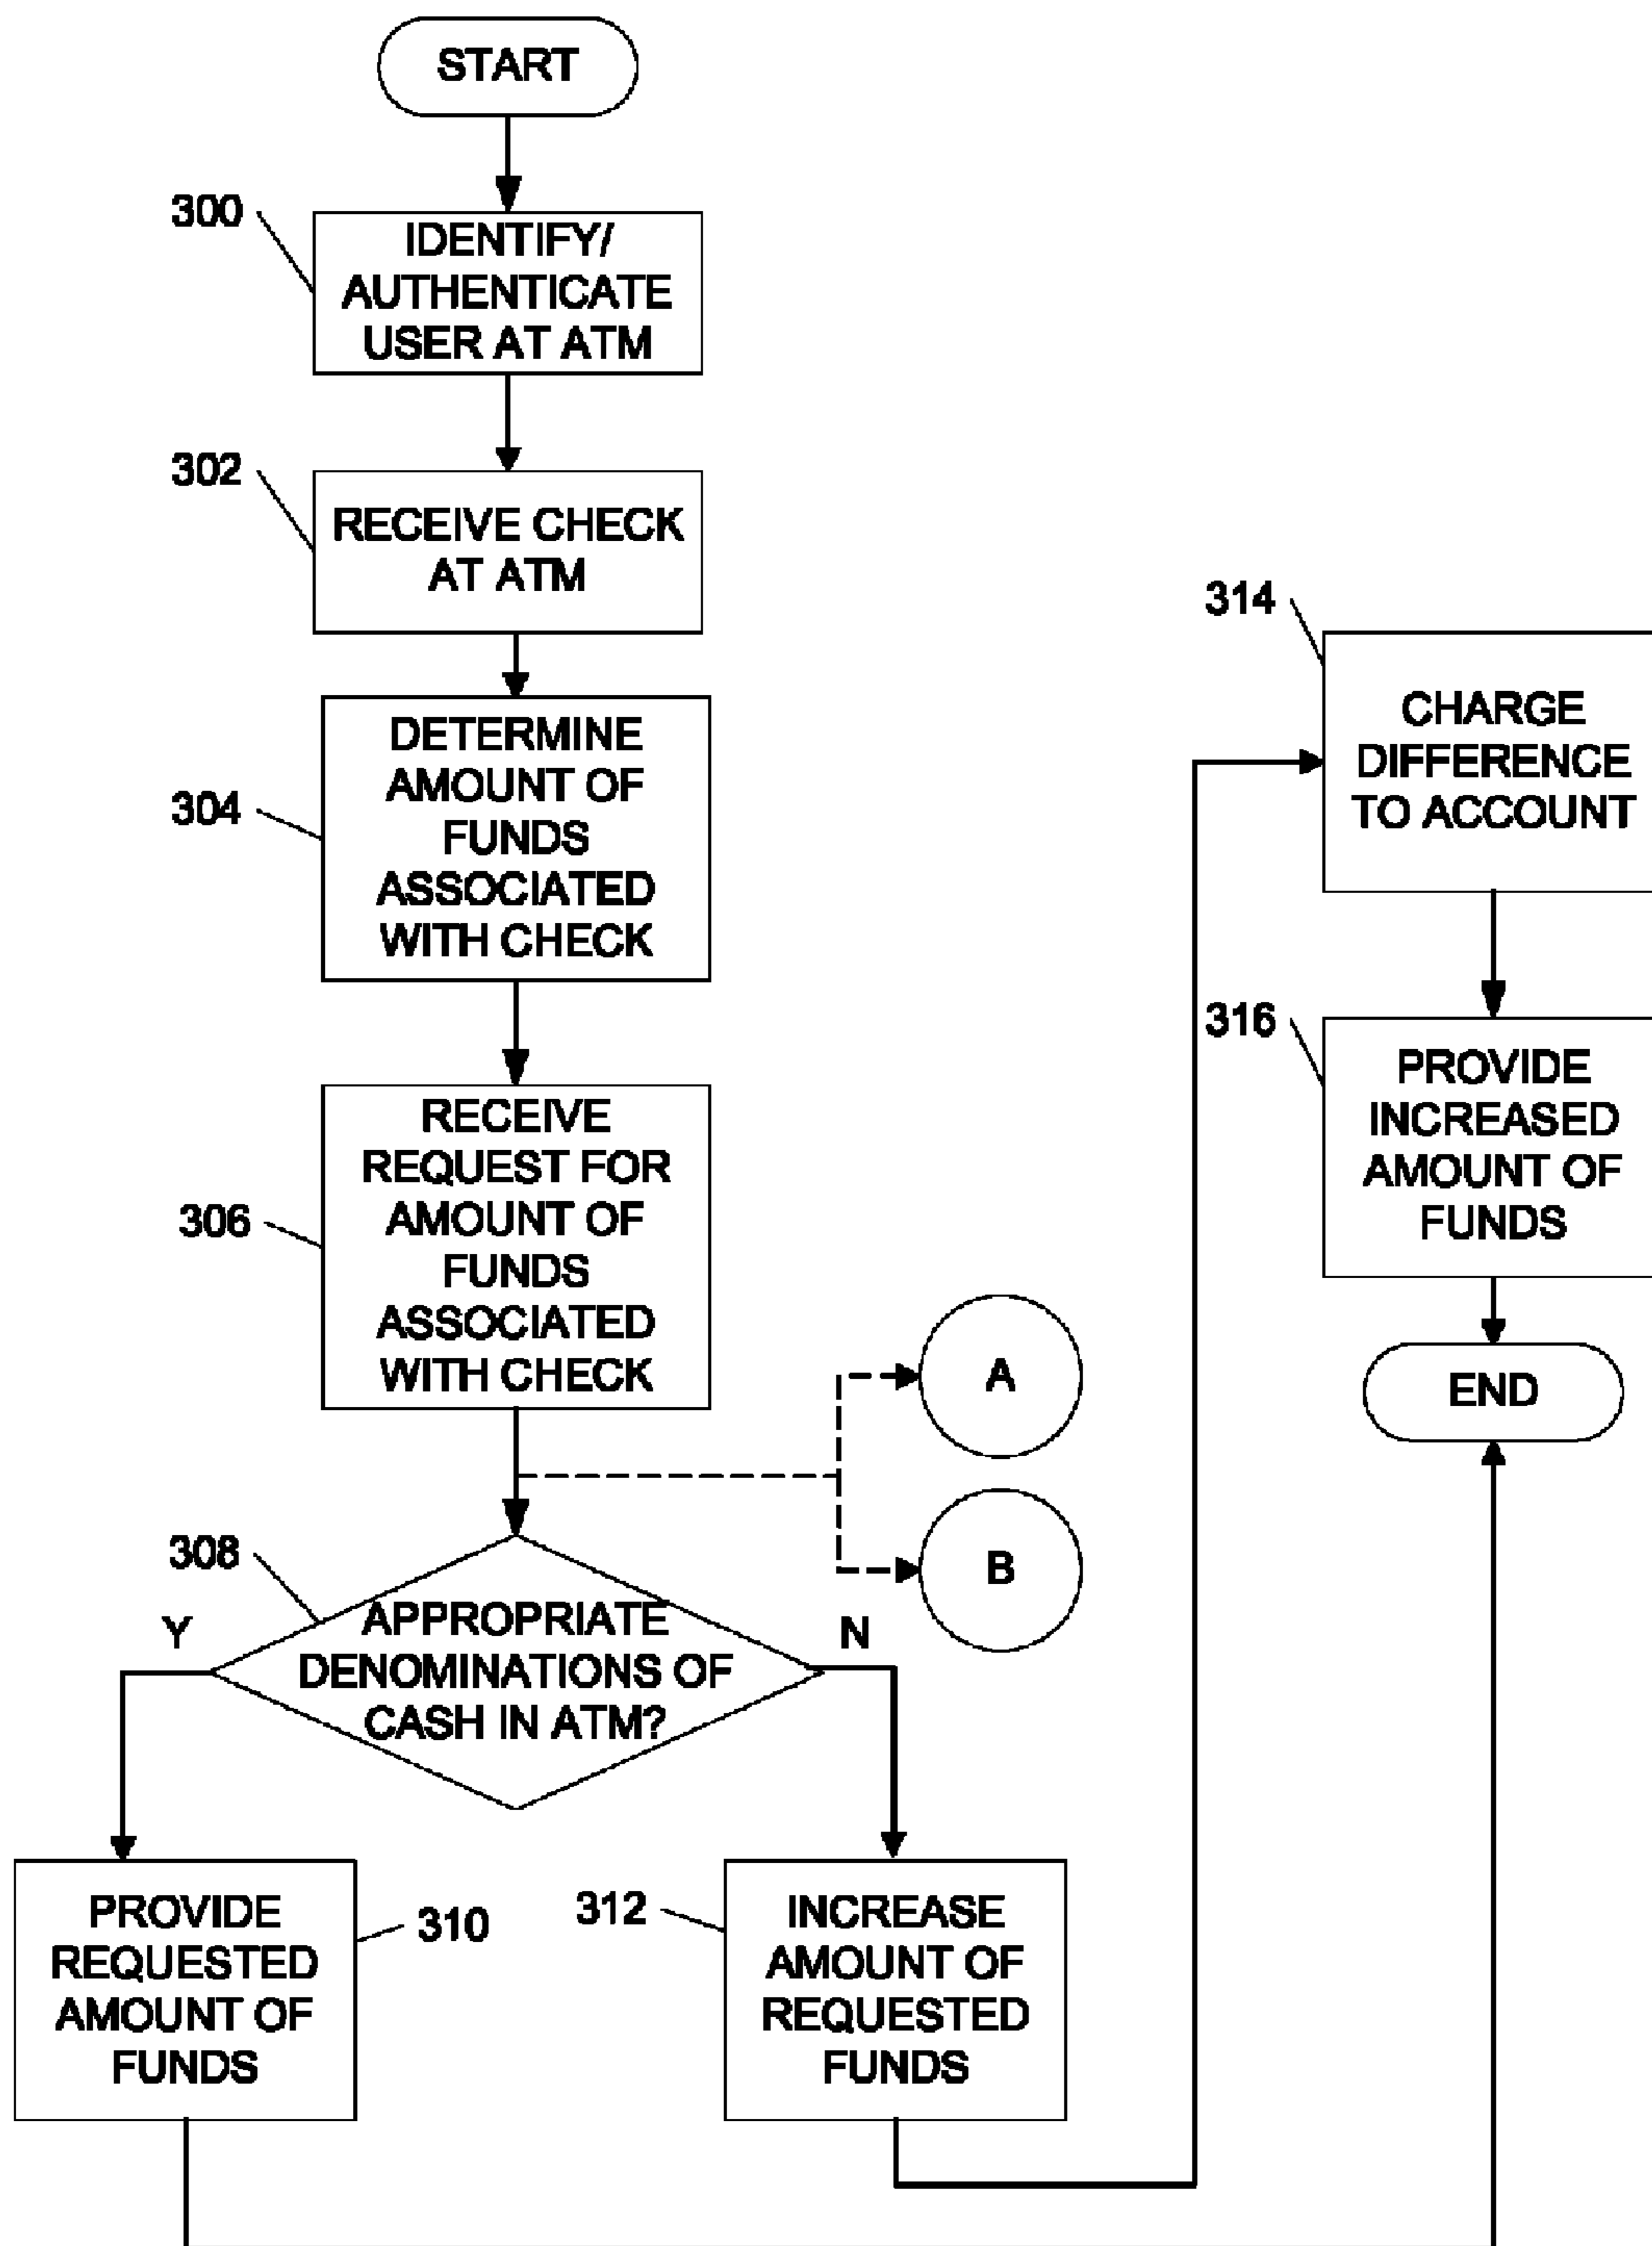 START
300
IDENTIFY/
AUTHENTICATE
USER AT ATM
302
RECEIVE CHECK
AT ATM
304
DETERMINE
AMOUNT OF
FUNDS
ASSOCIATED
WITH CHECK
306
RECEIVE
REQUEST FOR
AMOUNT OF
FUNDS
ASSOCIATED
WITH CHECK
A
B
308
Y
APPROPRIATE
DENOMINATIONS OF
CASH IN ATM?
N
PROVIDE
REQUESTED
AMOUNT OF
FUNDS
310
312
INCREASE
AMOUNT OF
REQUESTED
FUNDS
314
CHARGE
DIFFERENCE
TO ACCOUNT
316
PROVIDE
INCREASED
AMOUNT OF
FUNDS
END